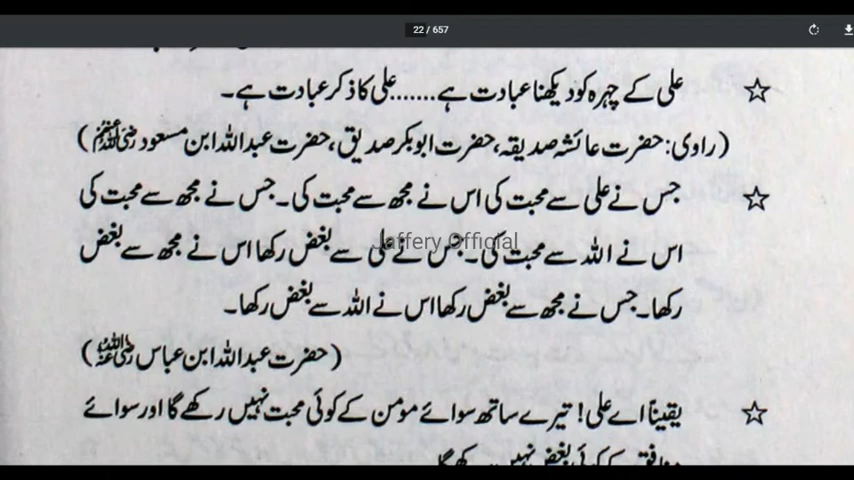 22 / 657
☆ علی کے چہرہ کو دیکھنا عبادت ہے......علی کا ذکر عبادت ہے۔
(راوی: حضرت عائشہ صدیقہ، حضرت ابوبکر صدیق، حضرت عبداللہ ابن مسعود رضی اللہ عنہم)
☆ جس نے علی سے محبت کی اس نے مجھ سے محبت کی۔ جس نے مجھ سے محبت کی
اس نے اللہ سے محبت کی۔ جس نے علی سے بغض رکھا اس نے مجھ سے بغض
Jaffery Official
رکھا۔ جس نے مجھ سے بغض رکھا اس نے اللہ سے بغض رکھا۔
(حضرت عبداللہ ابن عباس رضی اللہ عنہ)
☆ یقیناً اے علی! تیرے ساتھ سوائے مومن کے کوئی محبت نہیں رکھے گا اور سوائے